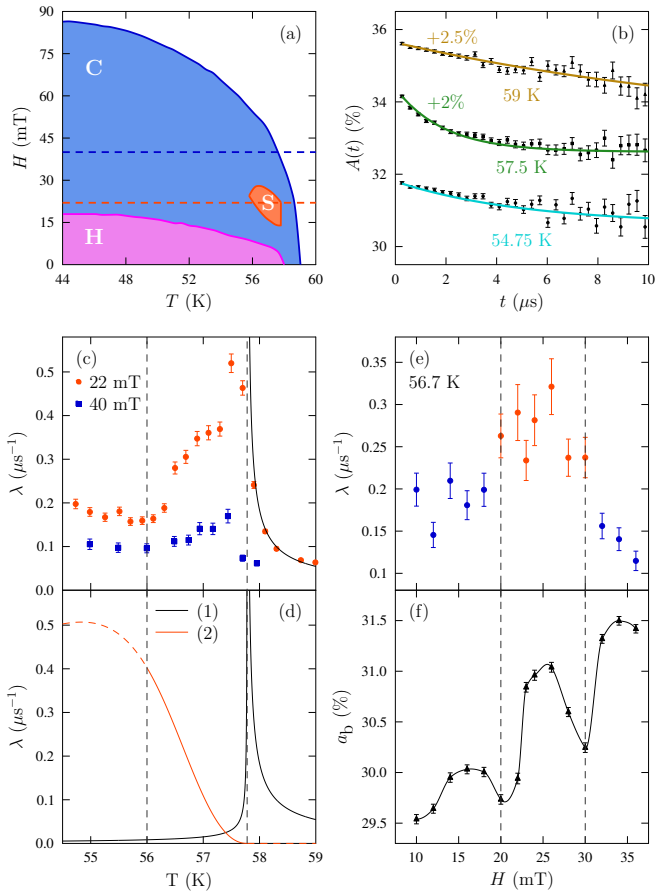 90
75
60
45
30
15
0
H (mT)
(a)
C
S
H
44
48
52
56
60
T (K)
36
34
32
30
A(t) (%)
(b)
+2.5%
59 K
+2%
57.5 K
54.75 K
0
2
4
6
8
10
t (μs)
0.5
0.4
0.3
0.2
0.1
0.0
λ (μs⁻¹)
(c)
22 mT
40 mT
0.35
0.3
0.25
0.2
0.15
0.1
λ (μs⁻¹)
(e)
56.7 K
0.5
0.4
0.3
0.2
0.1
0.0
λ (μs⁻¹)
(1)
(2)
(d)
55
56
57
58
59
T (K)
31.5
31.0
30.5
30.0
29.5
a_b (%)
(f)
10
15
20
25
30
35
H (mT)